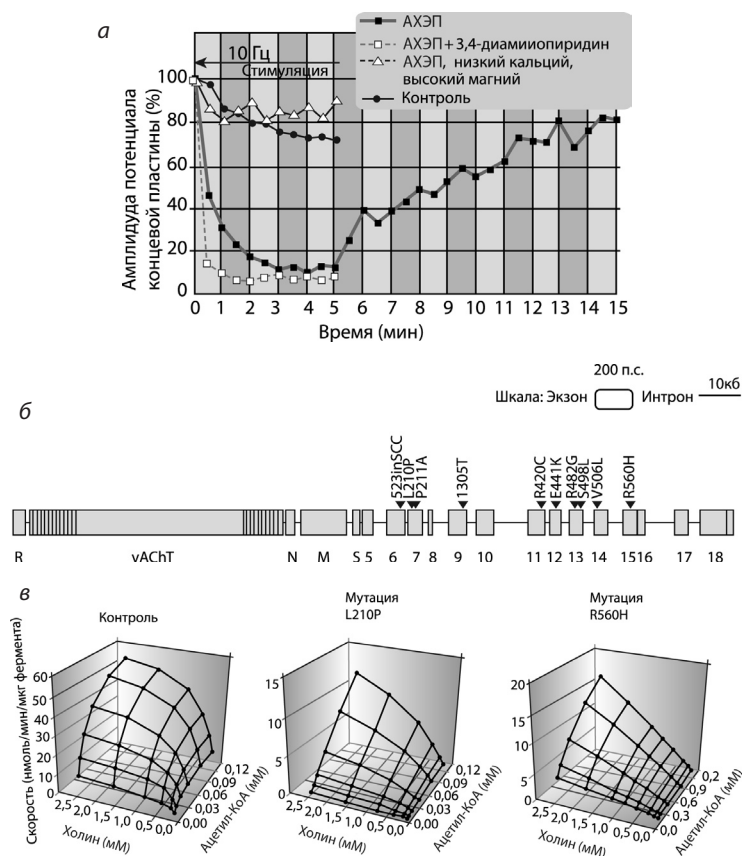 а
АХЭП
АХЭП + 3,4-диамииопиридин
АХЭП, низкий кальций,
высокий магний
Контроль
10 Гц
Стимуляция
Амплидуда потенциала
концевой пластины (%)
100
80
60
40
20
0
0 1 2 3 4 5 6 7 8 9 10 11 12 13 14 15
Время (мин)
200 п.с.
Шкала: Экзон Интрон 10кб
б
523inSCC
L210P
P211A
1305T
R420C
E441K
R482G
S498L
V506L
R560H
R vAChT N M S 5 6 7 8 9 10 11 12 13 14 15 16 17 18
в
Контроль
Мутация
L210P
Мутация
R560H
Скорость (нмоль/мин/мкг фермента)
60
50
40
30
20
10
0
2,5 2,0 1,5 1,0 0,5 0,0
Холин (мМ)
0,00 0,03 0,06 0,09 0,12
Ацетил-КоА (мМ)
15
10
5
0
2,5 2,0 1,5 1,0 0,5 0,0
Холин (мМ)
0,00 0,03 0,06 0,09 0,12
Ацетил-КоА (мМ)
20
15
10
5
0
2,5 2,0 1,5 1,0 0,5 0,0
Холин (мМ)
0,0 0,3 0,6 0,9 0,2
Ацетил-КоА (мМ)